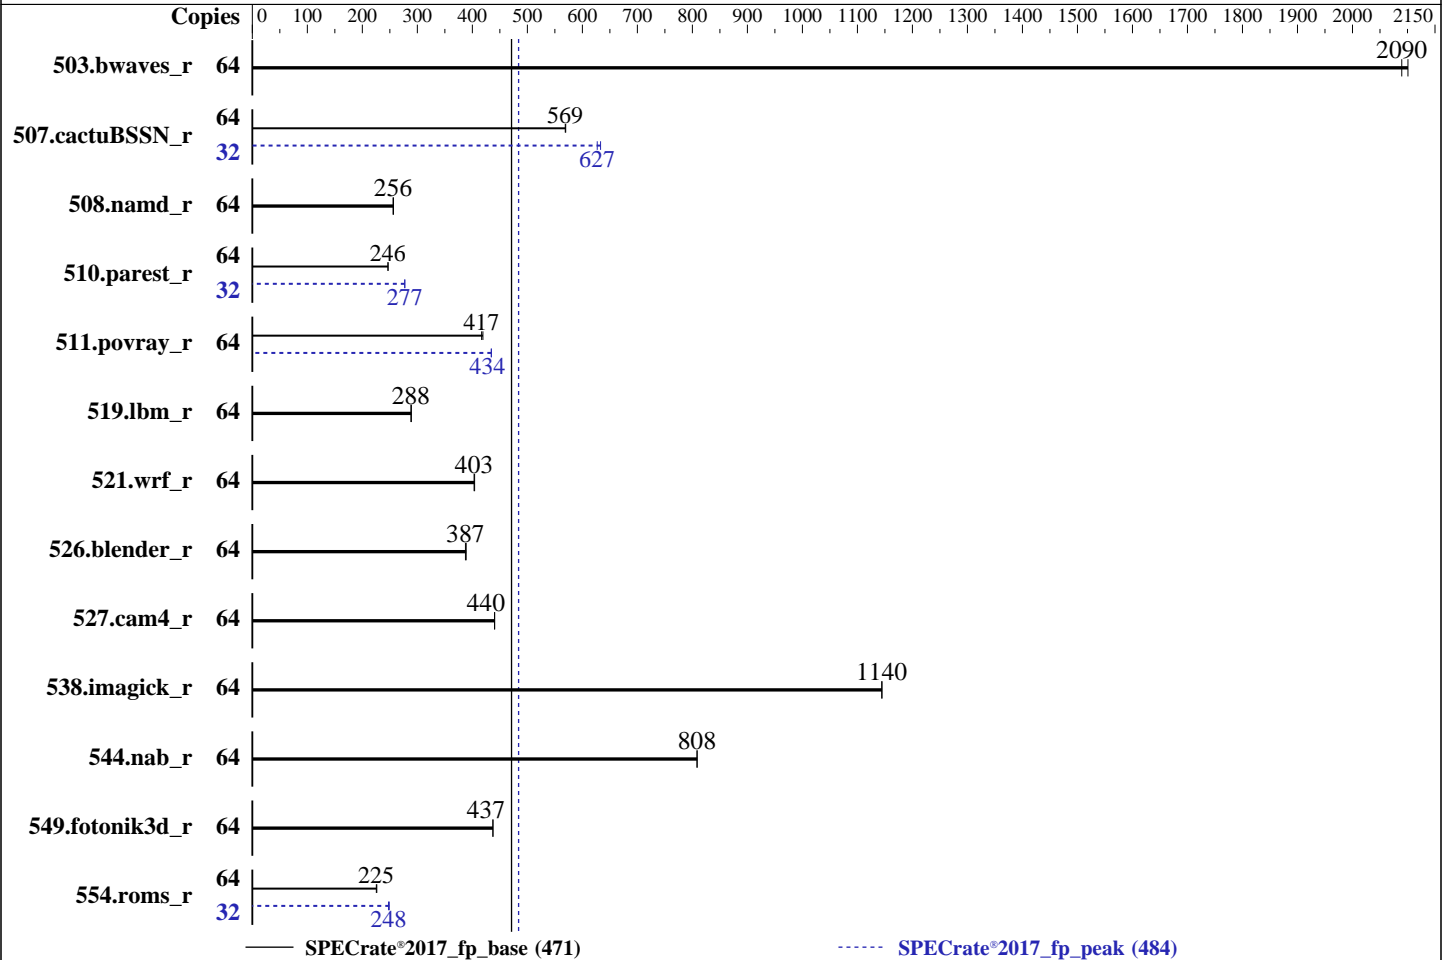 Copies 0 100 200 300 400 500 600 700 800 900 1000 1100 1200 1300 1400 1500 1600 1700 1800 1900 2000 2150
503.bwaves_r 64 2090
507.cactuBSSN_r 64 569
32 627
508.namd_r 64 256
510.parest_r 64 246
32 277
511.povray_r 64 417
434
519.lbm_r 64 288
521.wrf_r 64 403
526.blender_r 64 387
527.cam4_r 64 440
538.imagick_r 64 1140
544.nab_r 64 808
549.fotonik3d_r 64 437
554.roms_r 64 225
32 248
SPECrate®2017_fp_base (471) SPECrate®2017_fp_peak (484)